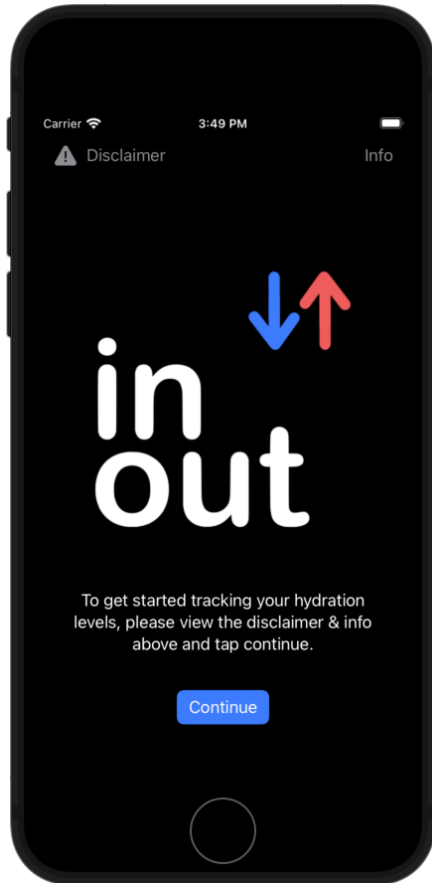 Carrier 3:49 PM
Disclaimer Info
in
out
To get started tracking your hydration
levels, please view the disclaimer & info
above and tap continue.
Continue